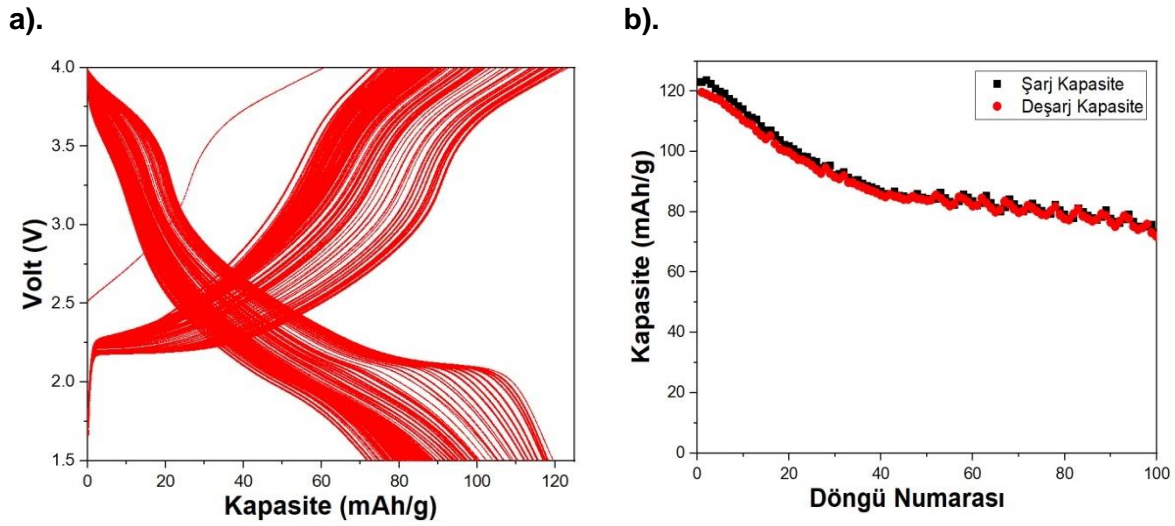 a).
4.0
3.5
3.0
2.5
2.0
1.5
Volt (V)
0 20 40 60 80 100 120
Kapasite (mAh/g)
b).
120
100
80
60
40
20
0
Kapasite (mAh/g)
Şarj Kapasite
Deşarj Kapasite
0 20 40 60 80 100
Döngü Numarası